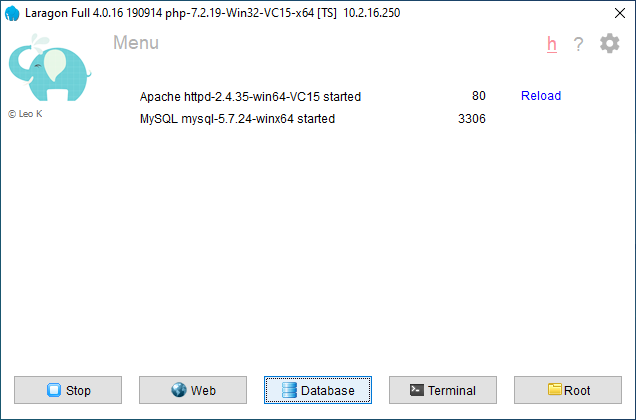 Laragon Full 4.0.16 190914 php-7.2.19-Win32-VC15-x64 [TS]  10.2.16.250
Menu h ?
Apache httpd-2.4.35-win64-VC15 started 80 Reload
© Leo K
MySQL mysql-5.7.24-winx64 started 3306
Stop Web Database Terminal Root